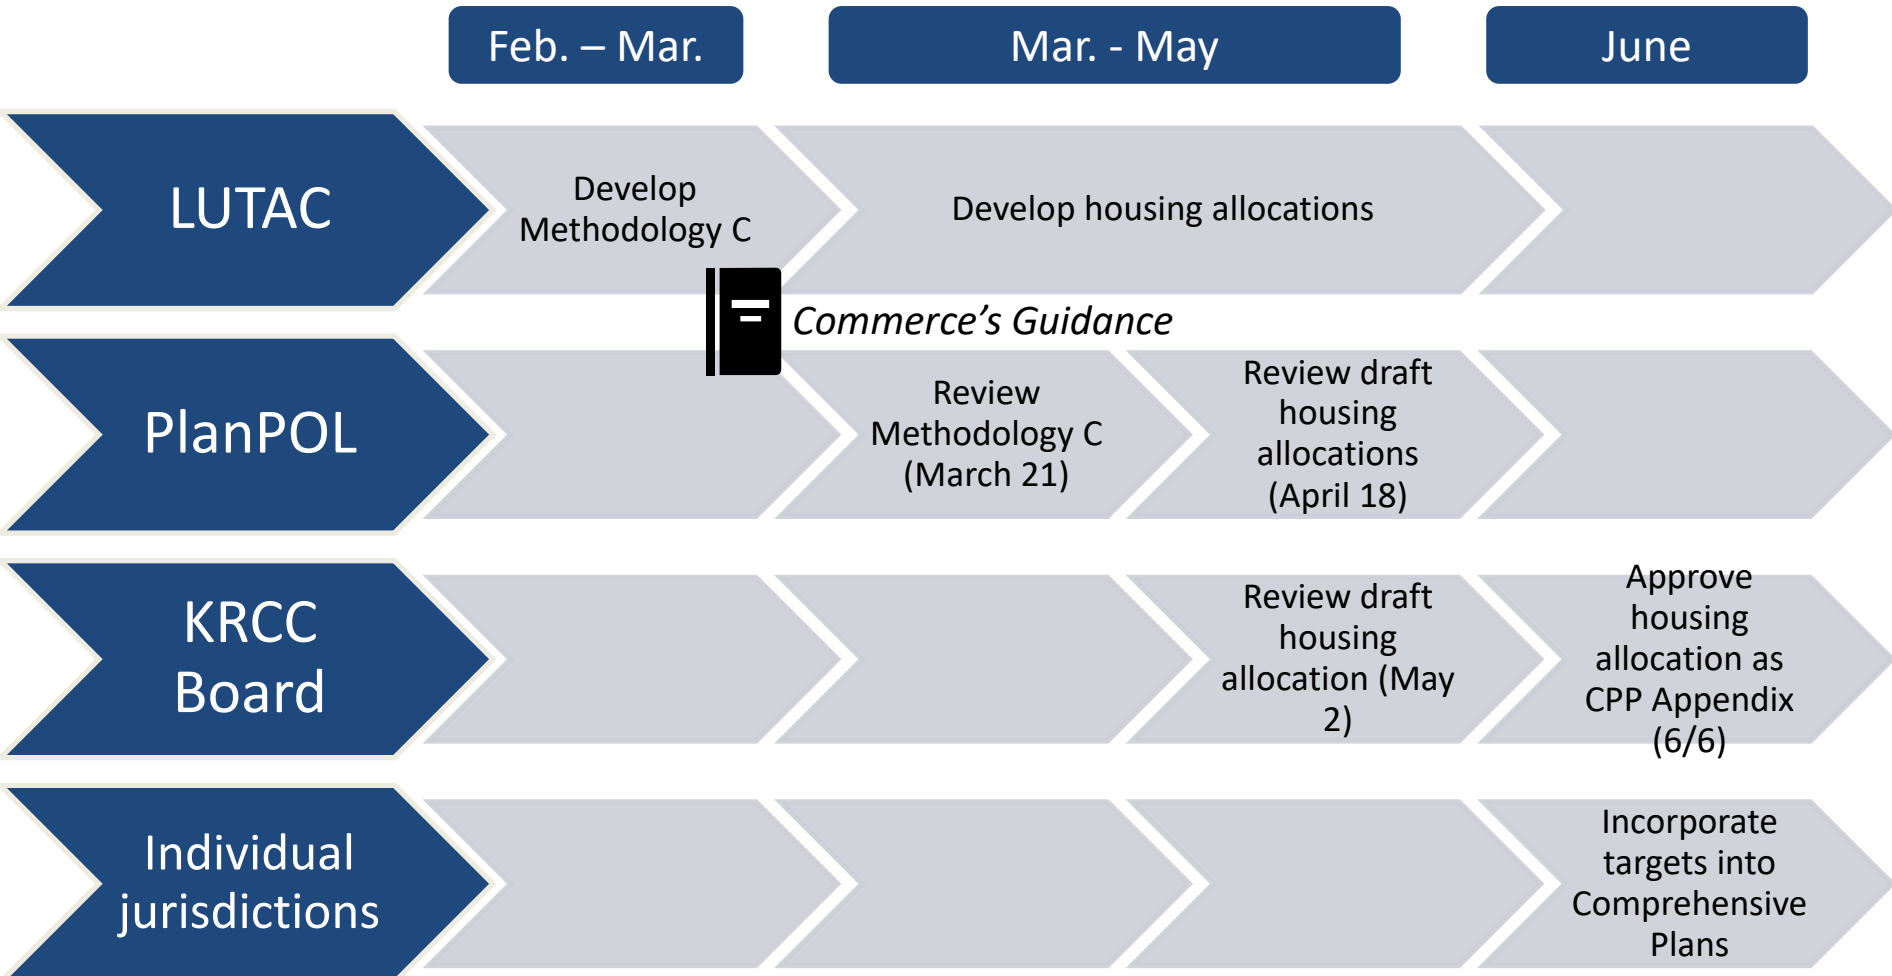 Feb. – Mar.
Mar. - May
June
LUTAC
Develop
Methodology C
Develop housing allocations
Commerce’s Guidance
PlanPOL
Review
Methodology C
(March 21)
Review draft
housing
allocations
(April 18)
KRCC
Board
Review draft
housing
allocation (May
2)
Approve
housing
allocation as
CPP Appendix
(6/6)
Individual
jurisdictions
Incorporate
targets into
Comprehensive
Plans